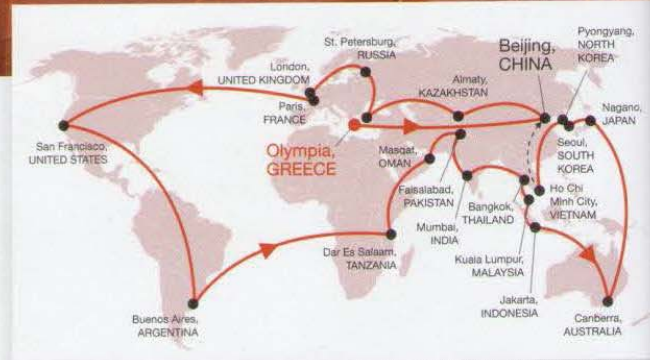 Pyongyang,
NORTH
KOREA
St. Petersburg,
RUSSIA
Beijing,
CHINA
London,
UNITED KINGDOM
Almaty,
KAZAKHSTAN
Paris,
FRANCE
Nagano,
JAPAN
San Francisco,
UNITED STATES
Olympia,
GREECE
Masqat,
OMAN
Seoul,
SOUTH
KOREA
Faisalabad,
PAKISTAN
Ho Chi
Minh City,
VIETNAM
Bangkok,
THAILAND
Mumbai,
INDIA
Dar Es Salaam,
TANZANIA
Kuala Lumpur,
MALAYSIA
Jakarta,
INDONESIA
Buenos Aires,
ARGENTINA
Canberra,
AUSTRALIA